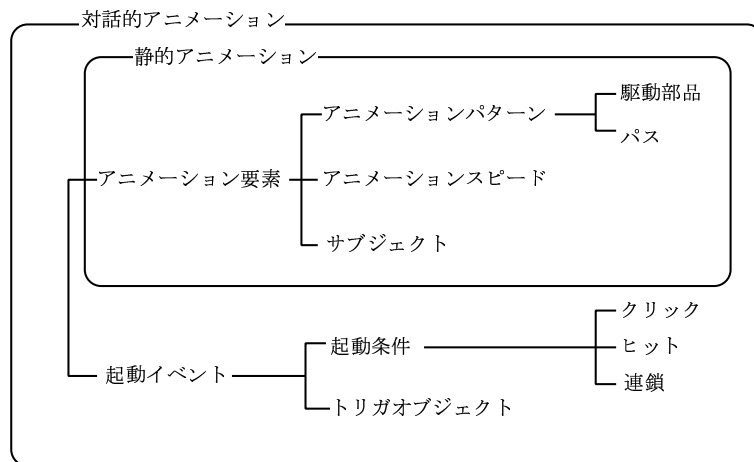 対話的アニメーション
静的アニメーション
アニメーションパターン
駆動部品
パス
アニメーション要素
アニメーションスピード
サブジェクト
起動イベント
起動条件
クリック
ヒット
連鎖
トリガオブジェクト